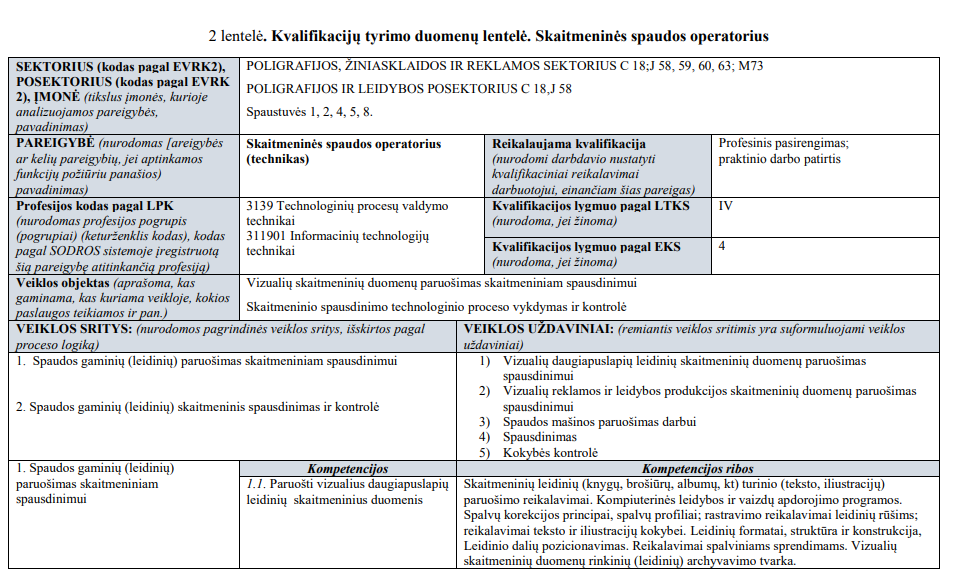 2 lentelė. Kvalifikacijų tyrimo duomenų lentelė. Skaitmeninės spaudos operatorius
SEKTORIUS (kodas pagal EVRK2),
POSEKTORIUS (kodas pagal EVRK
2), ĮMONĖ (tikslus įmonės, kurioje
analizuojamos pareigybės,
pavadinimas)
POLIGRAFIJOS, ŽINIASKLAIDOS IR REKLAMOS SEKTORIUS C 18;J 58, 59, 60, 63; M73
POLIGRAFIJOS IR LEIDYBOS POSEKTORIUS C 18,J 58
Spaustuvės 1, 2, 4, 5, 8.
PAREIGYBĖ (nurodomas [areigybės
ar kelių pareigybių, jei aptinkamos
funkcijų požiūriu panašios)
pavadinimas)
Skaitmeninės spaudos operatorius
(technikas)
Reikalaujama kvalifikacija
(nurodomi darbdavio nustatyti
kvalifikaciniai reikalavimai
darbuotojui, einančiam šias pareigas)
Profesinis pasirengimas;
praktinio darbo patirtis
Profesijos kodas pagal LPK
(nurodomas profesijos pogrupis
(pogrupiai) (keturženklis kodas), kodas
pagal SODROS sistemoje įregistruotą
šią pareigybę atitinkančią profesiją)
3139 Technologinių procesų valdymo
technikai
311901 Informacinių technologijų
technikai
Kvalifikacijos lygmuo pagal LTKS
(nurodoma, jei žinoma)
IV
Kvalifikacijos lygmuo pagal EKS
(nurodoma, jei žinoma)
4
Veiklos objektas (aprašoma, kas
gaminama, kas kuriama veikloje, kokios
paslaugos teikiamos ir pan.)
Vizualių skaitmeninių duomenų paruošimas skaitmeniniam spausdinimui
Skaitmeninio spausdinimo technologinio proceso vykdymas ir kontrolė
VEIKLOS SRITYS: (nurodomos pagrindinės veiklos sritys, išskirtos pagal
proceso logiką)
VEIKLOS UŽDAVINIAI: (remiantis veiklos sritimis yra suformuluojami veiklos
uždaviniai)
1. Spaudos gaminių (leidinių) paruošimas skaitmeniniam spausdinimui
2. Spaudos gaminių (leidinių) skaitmeninis spausdinimas ir kontrolė
1) Vizualių daugiapuslapių leidinių skaitmeninių duomenų paruošimas
spausdinimui
2) Vizualių reklamos ir leidybos produkcijos skaitmeninių duomenų paruošimas
spausdinimui
3) Spaudos mašinos paruošimas darbui
4) Spausdinimas
5) Kokybės kontrolė
1. Spaudos gaminių (leidinių)
paruošimas skaitmeniniam
spausdinimui
Kompetencijos
1.1. Paruošti vizualius daugiapuslapių
leidinių skaitmeninius duomenis
Kompetencijos ribos
Skaitmeninių leidinių (knygų, brošiūrų, albumų, kt) turinio (teksto, iliustracijų)
paruošimo reikalavimai. Kompiuterinės leidybos ir vaizdų apdorojimo programos.
Spalvų korekcijos principai, spalvų profiliai; rastravimo reikalavimai leidinių rūšims;
reikalavimai teksto ir iliustracijų kokybei. Leidinių formatai, struktūra ir konstrukcija,
Leidinio dalių pozicionavimas. Reikalavimai spalviniams sprendimams. Vizualių
skaitmeninių duomenų rinkinių (leidinių) archyvavimo tvarka.